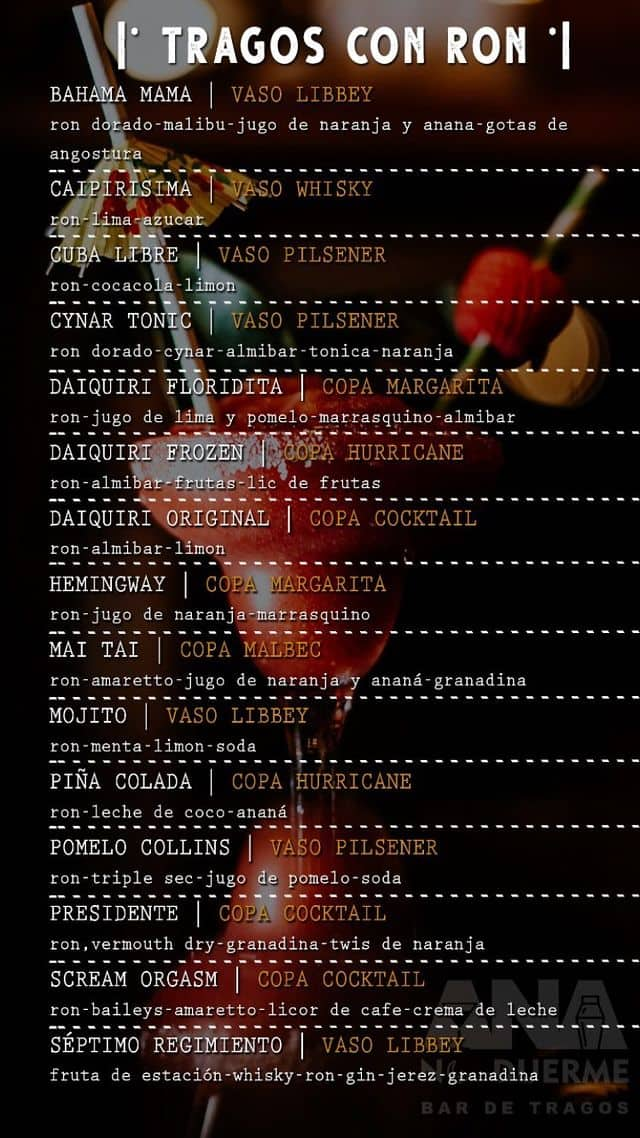 TRAGOS CON RON
BAHAMA MAMA | VASO LIBBEY
ron dorado-malibu-jugo de naranja y anana-gotas de
angostura
CAIPIRISIMA | VASO WHISKY
ron-lima-azucar
CUBA LIBRE | VASO PILSENER
ron-cocacola-limon
CYNAR TONIC | VASO PILSENER
ron dorado-cynar-almibar-tonica-naranja
DAIQUIRI FLORIDITA | COPA MARGARITA
ron-jugo de lima y pomelo-marrasquino-almibar
DAIQUIRI FROZEN | COPA HURRICANE
ron-almibar-frutas-lic de frutas
DAIQUIRI ORIGINAL | COPA COCKTAIL
ron-almibar-limon
HEMINGWAY | COPA MARGARITA
ron-jugo de naranja-marrasquino
MAI TAI | COPA MALBEC
ron-amaretto-jugo de naranja y ananá-granadina
MOJITO | VASO LIBBEY
ron-menta-limon-soda
PIÑA COLADA | COPA HURRICANE
ron-leche de coco-ananá
POMELO COLLINS | VASO PILSENER
ron-triple sec-jugo de pomelo-soda
PRESIDENTE | COPA COCKTAIL
ron,vermouth dry-granadina-twis de naranja
SCREAM ORGASM | COPA COCKTAIL
ron-baileys-amaretto-licor de cafe-crema de leche
SÉPTIMO REGIMIENTO | VASO LIBBEY
fruta de estación-whisky-ron-gin-jerez-granadina
ANA
NO DUERME
BAR DE TRAGOS